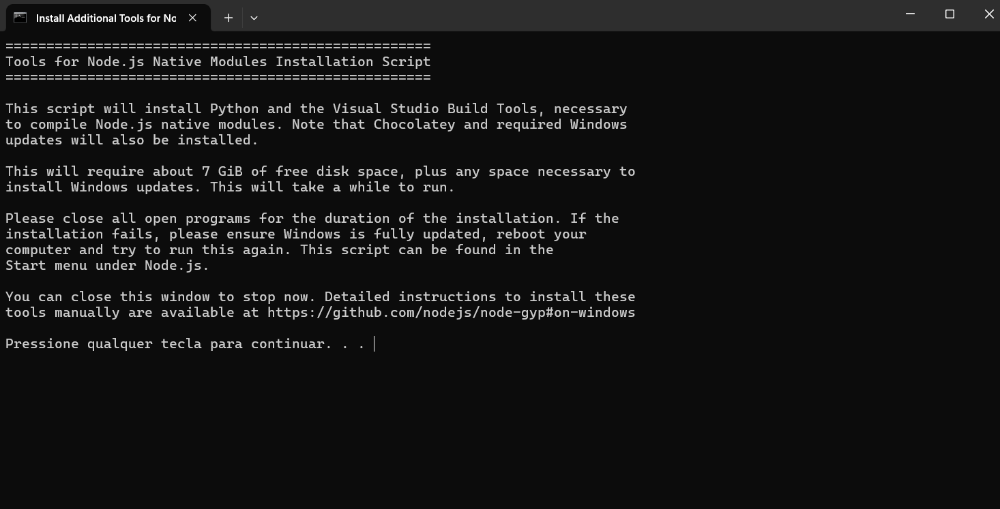 Install Additional Tools for No
====================================================
Tools for Node.js Native Modules Installation Script
====================================================
This script will install Python and the Visual Studio Build Tools, necessary
to compile Node.js native modules. Note that Chocolatey and required Windows
updates will also be installed.
This will require about 7 GiB of free disk space, plus any space necessary to
install Windows updates. This will take a while to run.
Please close all open programs for the duration of the installation. If the
installation fails, please ensure Windows is fully updated, reboot your
computer and try to run this again. This script can be found in the
Start menu under Node.js.
You can close this window to stop now. Detailed instructions to install these
tools manually are available at https://github.com/nodejs/node-gyp#on-windows
Pressione qualquer tecla para continuar. . .